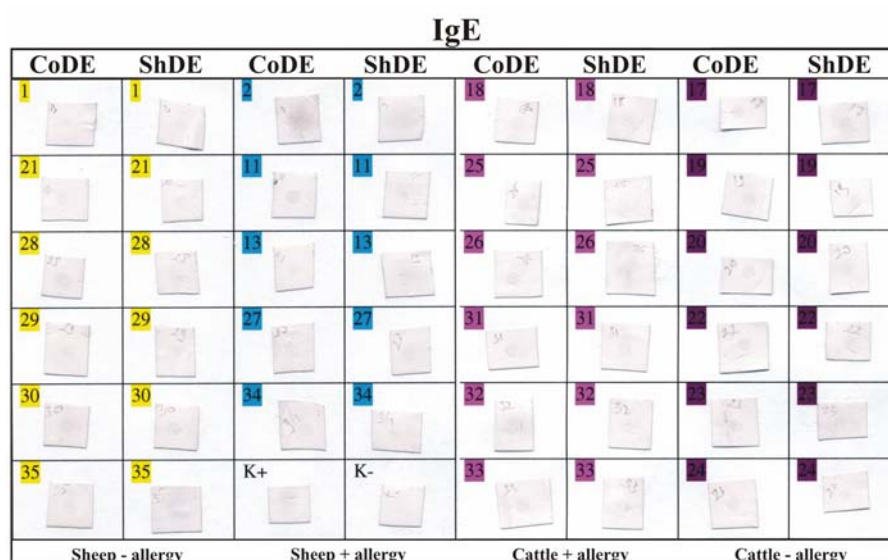 IgE
CoDE ShDE CoDE ShDE CoDE ShDE CoDE ShDE
1 1 2 2 18 18 17 17
21 21 11 11 25 25 19 19
28 28 13 13 26 26 20 20
29 29 27 27 31 31 22 22
30 30 34 34 32 32 23 23
35 35 K+ K- 33 33 24 24
Sheep - allergy Sheep + allergy Cattle + allergy Cattle - allergy